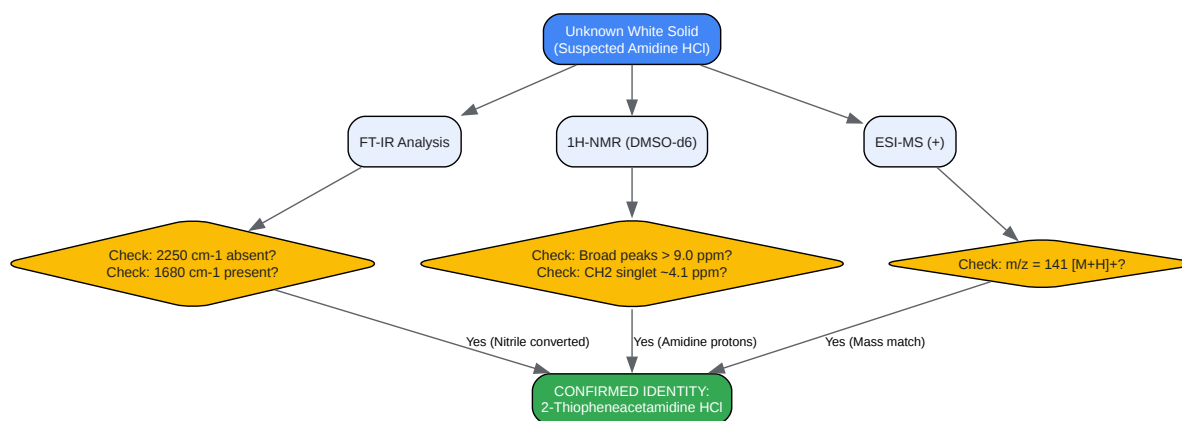 Unknown White Solid
(Suspected Amidine HCl)
FT-IR Analysis
1H-NMR (DMSO-d6)
ESI-MS (+)
Check: 2250 cm-1 absent?
Check: 1680 cm-1 present?
Check: Broad peaks > 9.0 ppm?
Check: CH2 singlet ~4.1 ppm?
Check: m/z = 141 [M+H]+?
Yes (Nitrile converted)
Yes (Amidine protons)
Yes (Mass match)
CONFIRMED IDENTITY:
2-Thiopheneacetamidine HCl